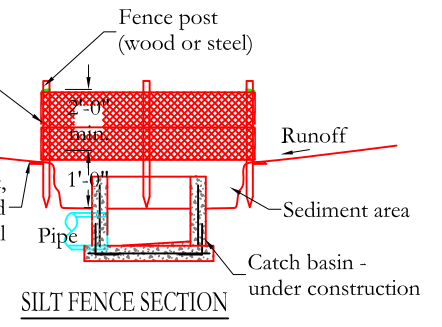 Fence post
(wood or steel)
2'-0"
min.
Runoff
1'-0"
Sediment area
Pipe
Catch basin -
under construction
SILT FENCE SECTION